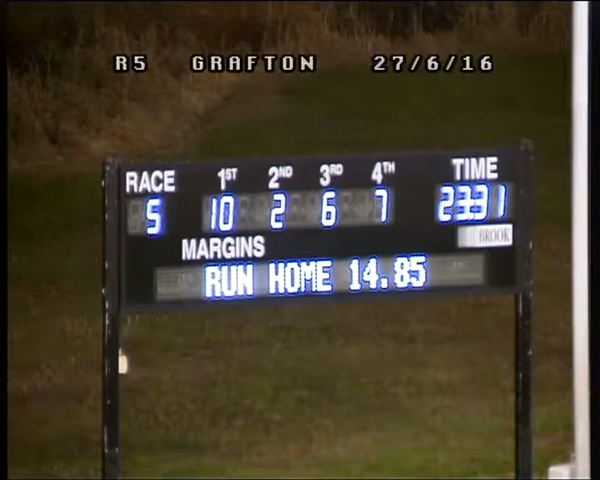 R5 GRAFTON 27/6/16
RACE 1ST 2ND 3RD 4TH TIME
5 10 2 6 7 23.31
MARGINS BROOK
RUN HOME 14.85